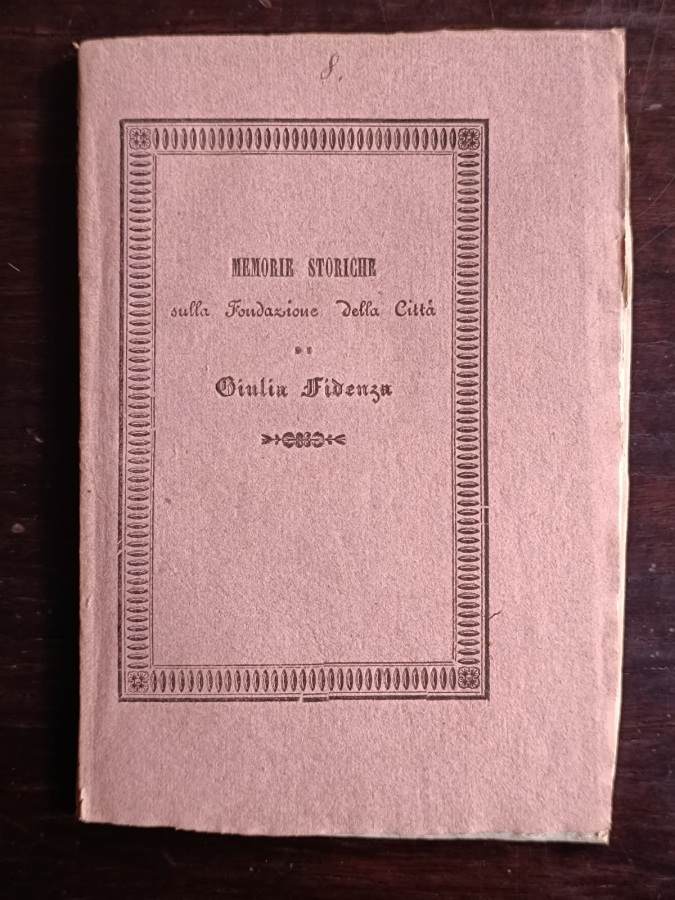 8.
MEMORIE STORICHE
sulla Fondazione della Città
DI
Giulia Fidenza